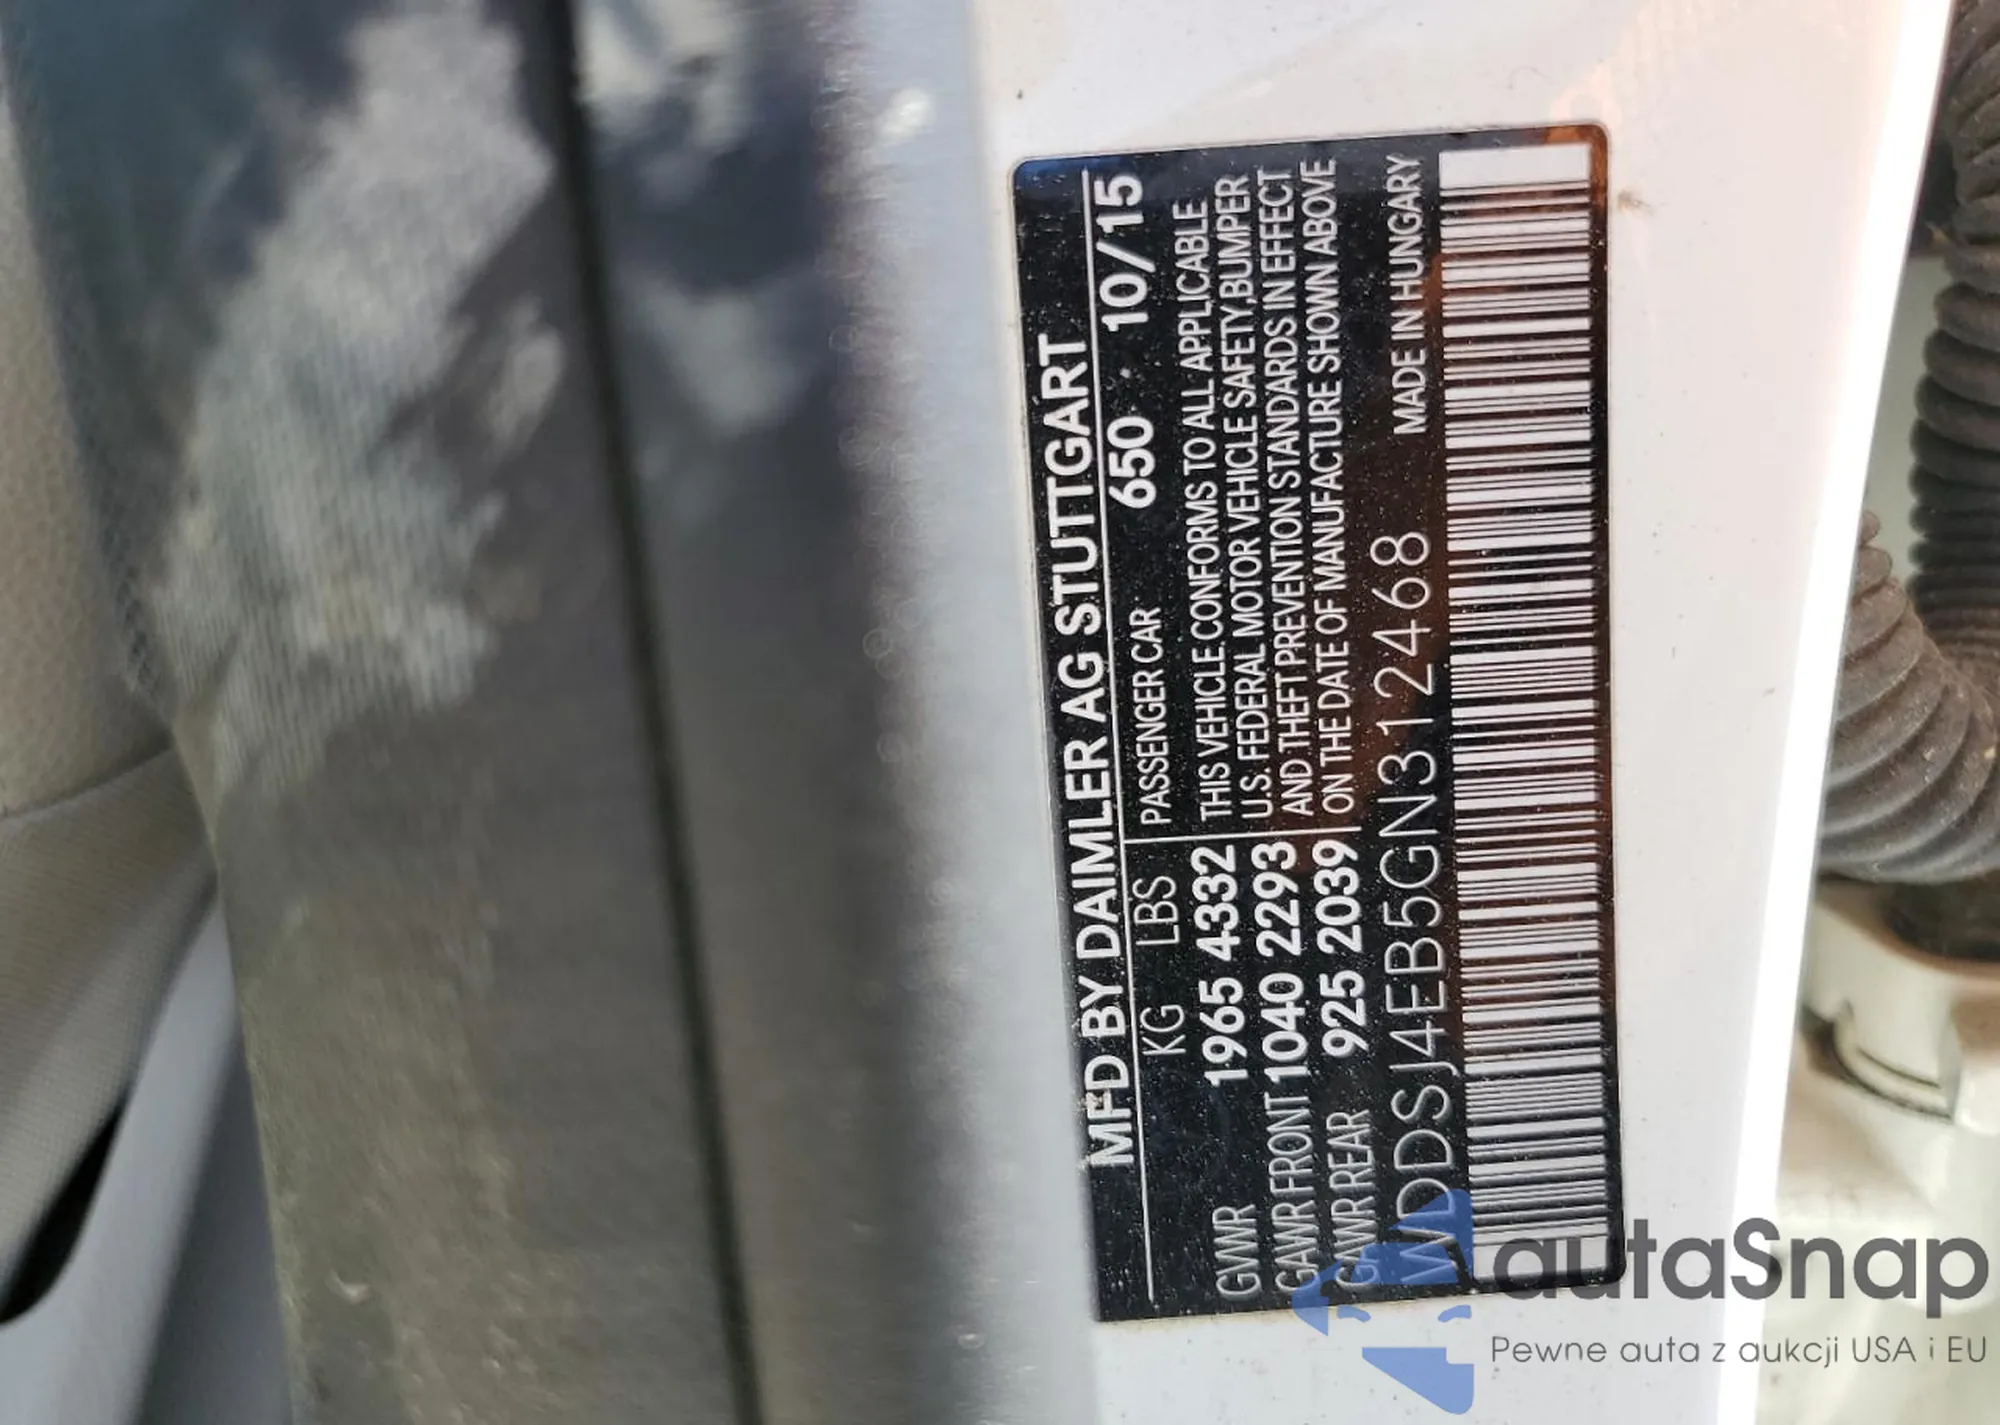 MFD BY DAIMLER AG STUTTGART
KG LBS PASSENGER CAR 650 10/15
GVWR 1965 4332 THIS VEHICLE CONFORMS TO ALL APPLICABLE
GAWR FRONT 1040 2293 U.S. FEDERAL MOTOR VEHICLE SAFETY,BUMPER
GAWR REAR 925 2039 AND THEFT PREVENTION STANDARDS IN EFFECT
ON THE DATE OF MANUFACTURE SHOWN ABOVE
MADE IN HUNGARY
WDDSJ4EB5GN312468
autaSnap
Pewne auta z aukcji USA i EU